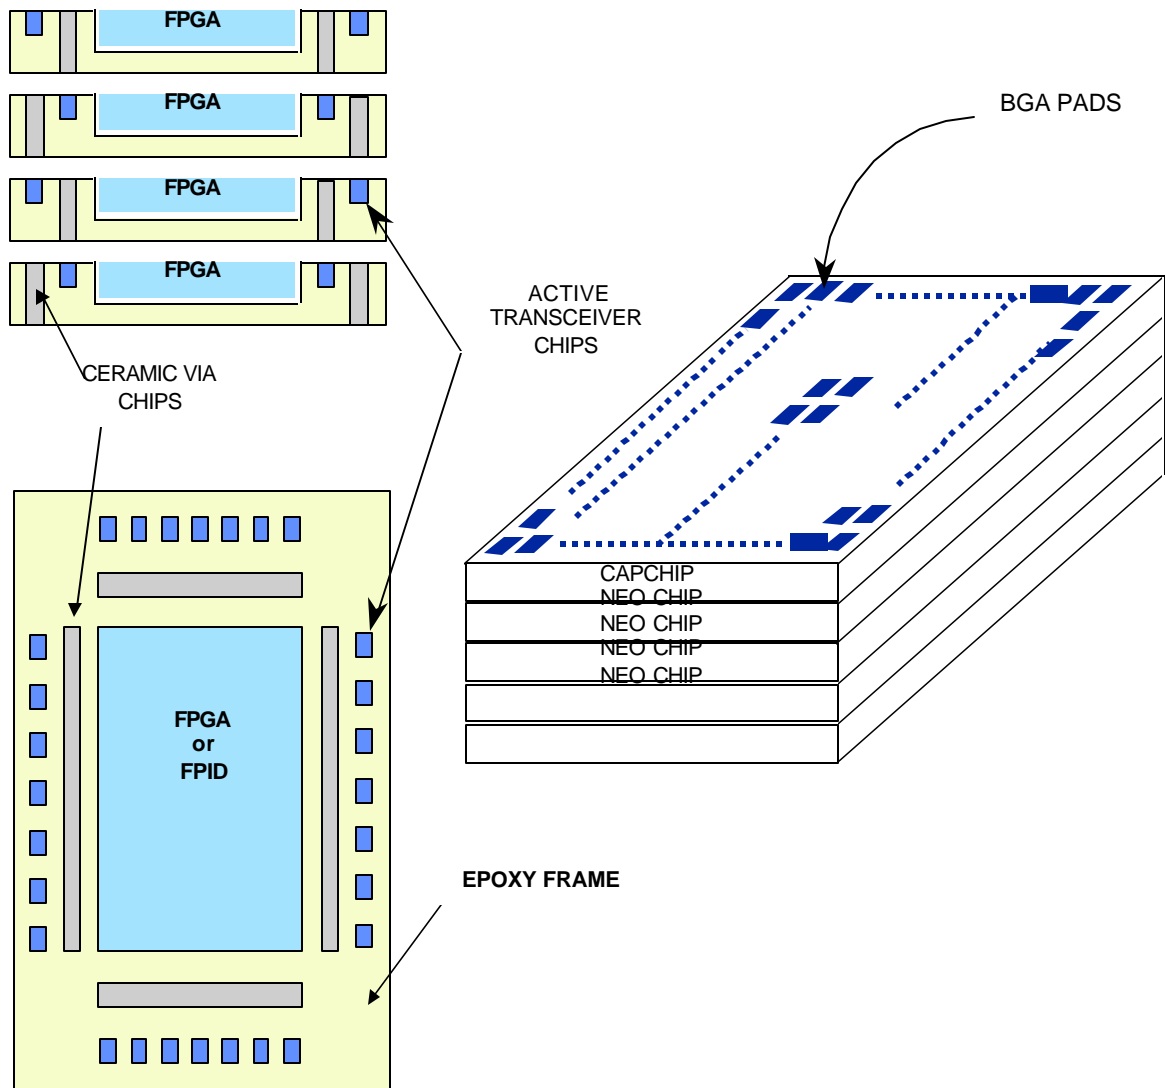 FPGA
FPGA
FPGA
FPGA
BGA PADS
ACTIVE
TRANSCEIVER
CHIPS
CERAMIC VIA
CHIPS
CAPCHIP
NEO CHIP
NEO CHIP
NEO CHIP
NEO CHIP
FPGA
or
FPID
EPOXY FRAME